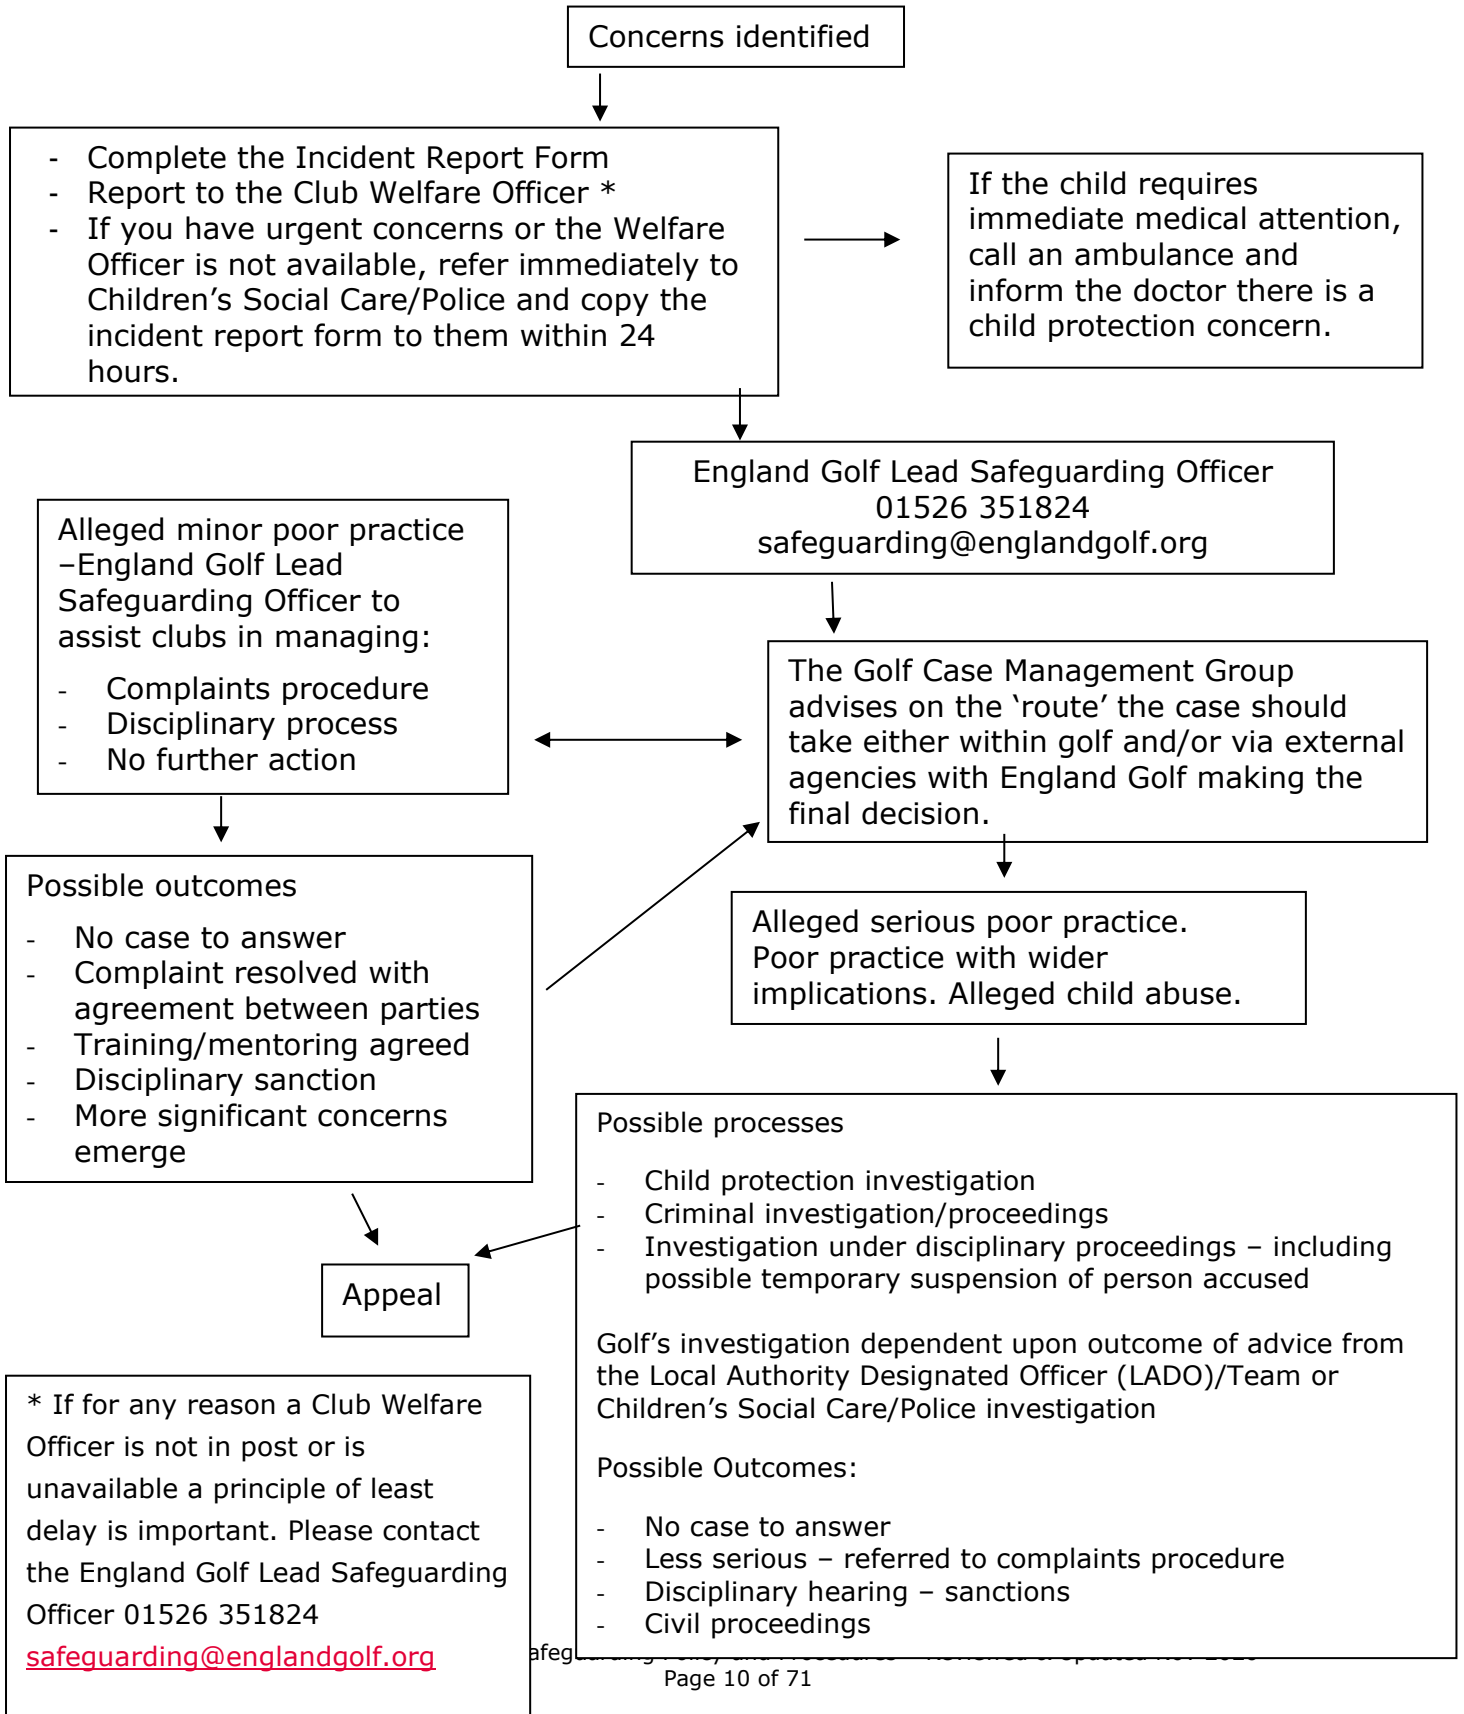 Concerns identified
- Complete the Incident Report Form
- Report to the Club Welfare Officer *
- If you have urgent concerns or the Welfare
Officer is not available, refer immediately to
Children’s Social Care/Police and copy the
incident report form to them within 24
hours.
If the child requires
immediate medical attention,
call an ambulance and
inform the doctor there is a
child protection concern.
England Golf Lead Safeguarding Officer
01526 351824
safeguarding@englandgolf.org
Alleged minor poor practice
–England Golf Lead
Safeguarding Officer to
assist clubs in managing:
- Complaints procedure
- Disciplinary process
- No further action
The Golf Case Management Group
advises on the ‘route’ the case should
take either within golf and/or via external
agencies with England Golf making the
final decision.
Possible outcomes
- No case to answer
- Complaint resolved with
agreement between parties
- Training/mentoring agreed
- Disciplinary sanction
- More significant concerns
emerge
Alleged serious poor practice.
Poor practice with wider
implications. Alleged child abuse.
Possible processes
- Child protection investigation
- Criminal investigation/proceedings
- Investigation under disciplinary proceedings – including
possible temporary suspension of person accused
Golf’s investigation dependent upon outcome of advice from
the Local Authority Designated Officer (LADO)/Team or
Children’s Social Care/Police investigation
Possible Outcomes:
- No case to answer
- Less serious – referred to complaints procedure
- Disciplinary hearing – sanctions
- Civil proceedings
Appeal
* If for any reason a Club Welfare
Officer is not in post or is
unavailable a principle of least
delay is important. Please contact
the England Golf Lead Safeguarding
Officer 01526 351824
safeguarding@englandgolf.org
Page 10 of 71